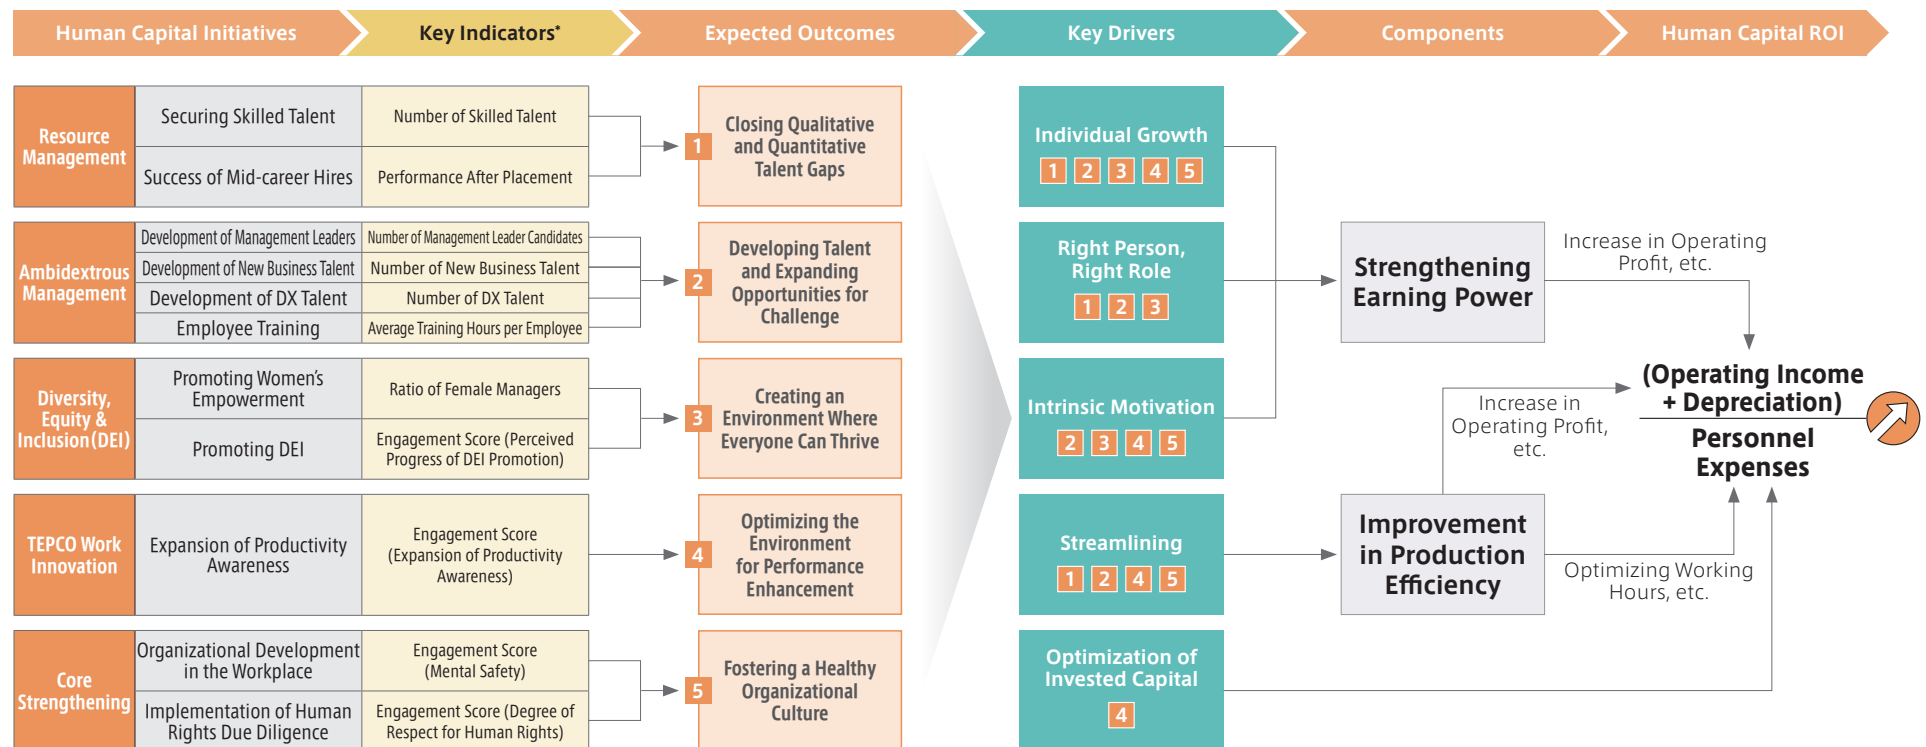 Human Capital Initiatives
Key Indicators*
Expected Outcomes
Key Drivers
Components
Human Capital ROI
Resource
Management
Securing Skilled Talent
Number of Skilled Talent
Success of Mid-career Hires
Performance After Placement
1
Closing Qualitative
and Quantitative
Talent Gaps
Ambidextrous
Management
Development of Management Leaders
Number of Management Leader Candidates
Development of New Business Talent
Number of New Business Talent
Development of DX Talent
Number of DX Talent
Employee Training
Average Training Hours per Employee
2
Developing Talent
and Expanding
Opportunities for
Challenge
Diversity,
Equity &
Inclusion (DEI)
Promoting Women's
Empowerment
Ratio of Female Managers
Promoting DEI
Engagement Score (Perceived
Progress of DEI Promotion)
3
Creating an
Environment Where
Everyone Can Thrive
TEPCO Work
Innovation
Expansion of Productivity
Awareness
Engagement Score
(Expansion of Productivity
Awareness)
4
Optimizing the
Environment
for Performance
Enhancement
Core
Strengthening
Organizational Development
in the Workplace
Engagement Score
(Mental Safety)
Implementation of Human
Rights Due Diligence
Engagement Score (Degree of
Respect for Human Rights)
5
Fostering a Healthy
Organizational
Culture
Individual Growth
1 2 3 4 5
Right Person,
Right Role
1 2 3
Intrinsic Motivation
2 3 4 5
Streamlining
1 2 4 5
Optimization of
Invested Capital
4
Strengthening
Earning Power
Increase in Operating
Profit, etc.
Improvement
in Production
Efficiency
Increase in
Operating Profit,
etc.
Optimizing Working
Hours, etc.
(Operating Income
+ Depreciation)
Personnel
Expenses